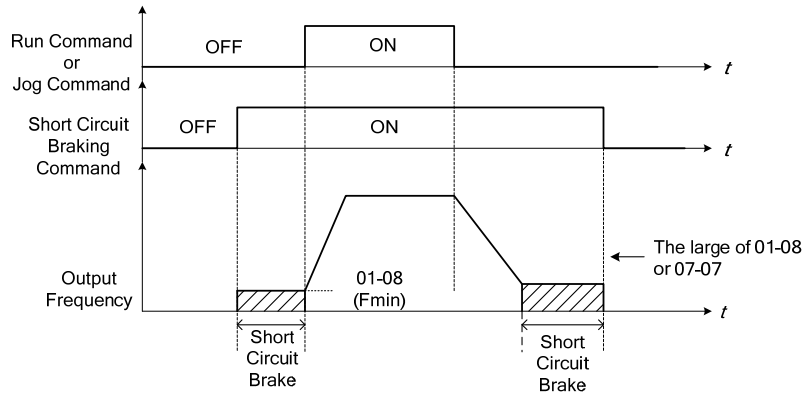 Run Command
or
Jog Command
OFF
ON
t
Short Circuit
Braking
Command
OFF
ON
t
Output
Frequency
01-08
(Fmin)
The large of 01-08
or 07-07
t
Short
Circuit
Brake
Short
Circuit
Brake